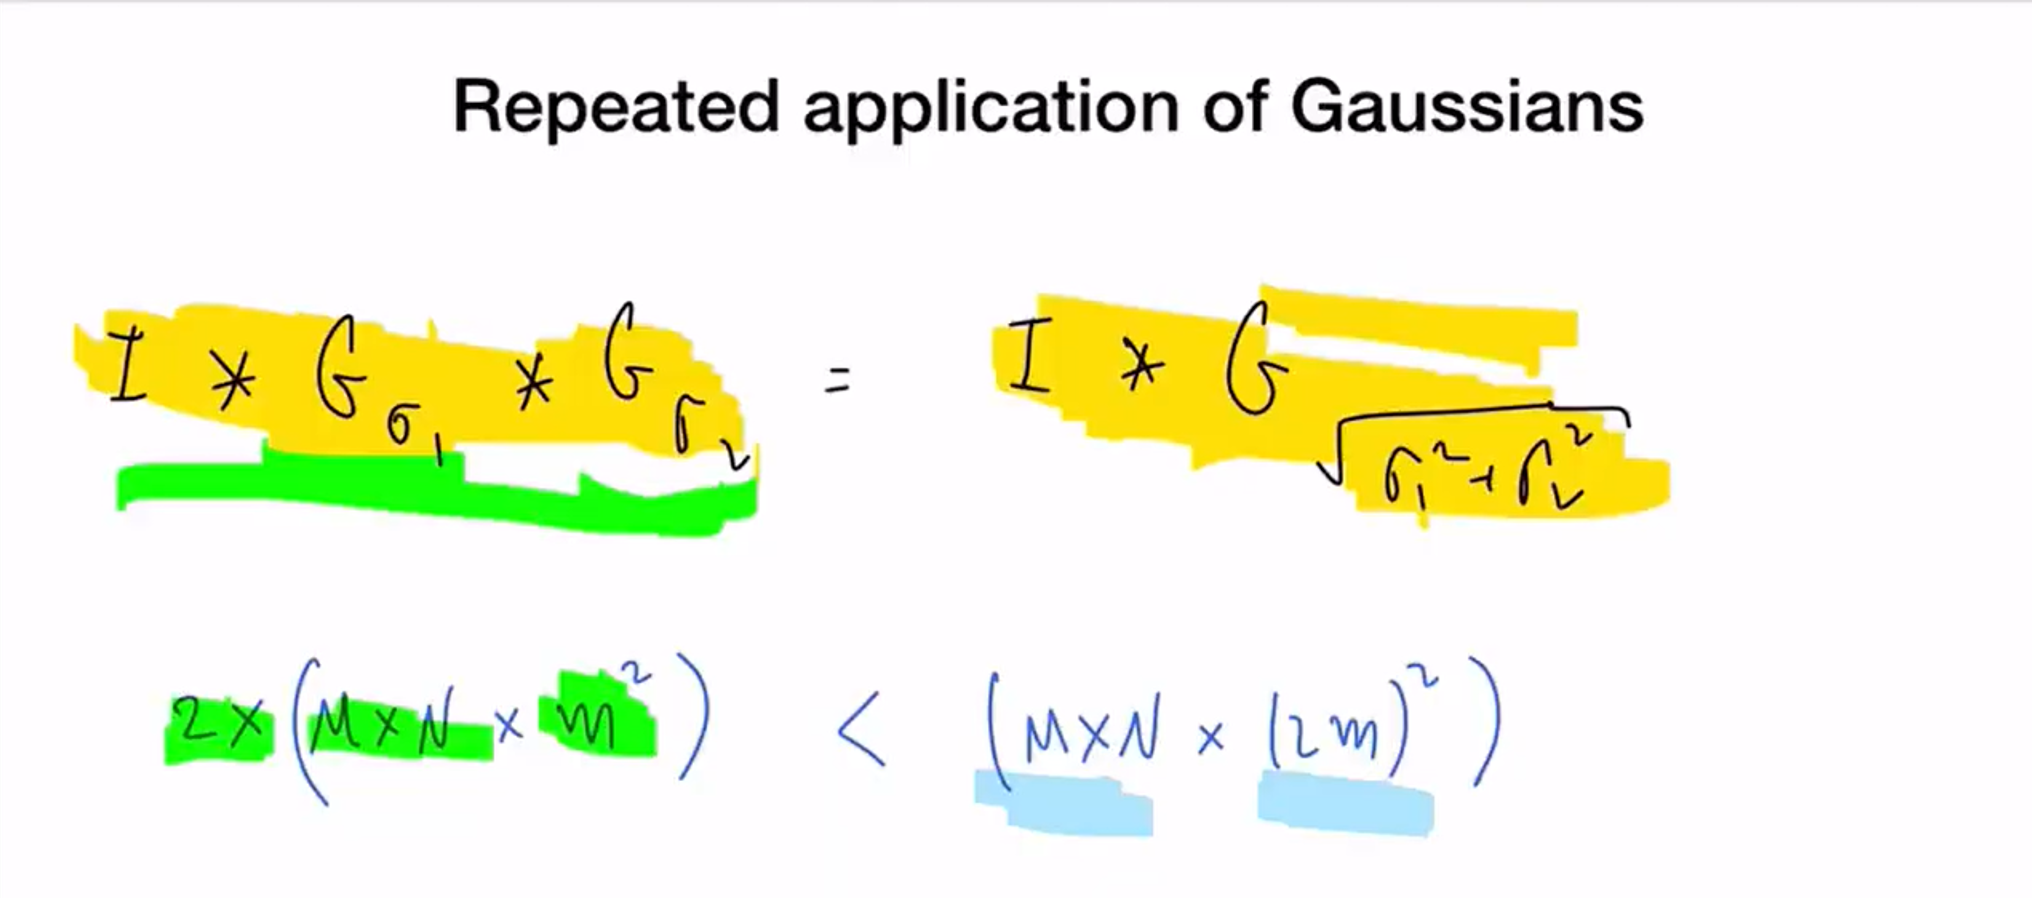 Repeated application of Gaussians
I * G σ₁ * G σ₂ = I * G √(σ₁² + σ₂²)
2 × (M × N × m²) < (M × N × (2m)²)